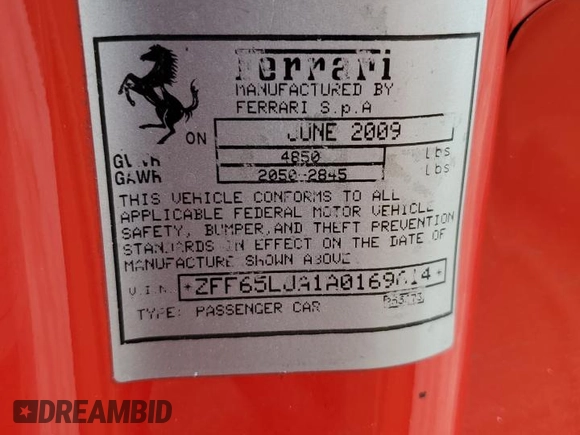 Ferrari
MANUFACTURED BY
FERRARI S.p.A
ON JUNE 2009
GVWR 4850 Lbs
GAWR 2050-2845 Lbs
THIS VEHICLE CONFORMS TO ALL
APPLICABLE FEDERAL MOTOR VEHICLE
SAFETY, BUMPER,AND THEFT PREVENTION
STANDARDS IN EFFECT ON THE DATE OF
MANUFACTURE SHOWN ABOVE.
V.I.N.
TYPE: PASSENGER CAR
DREAMBID